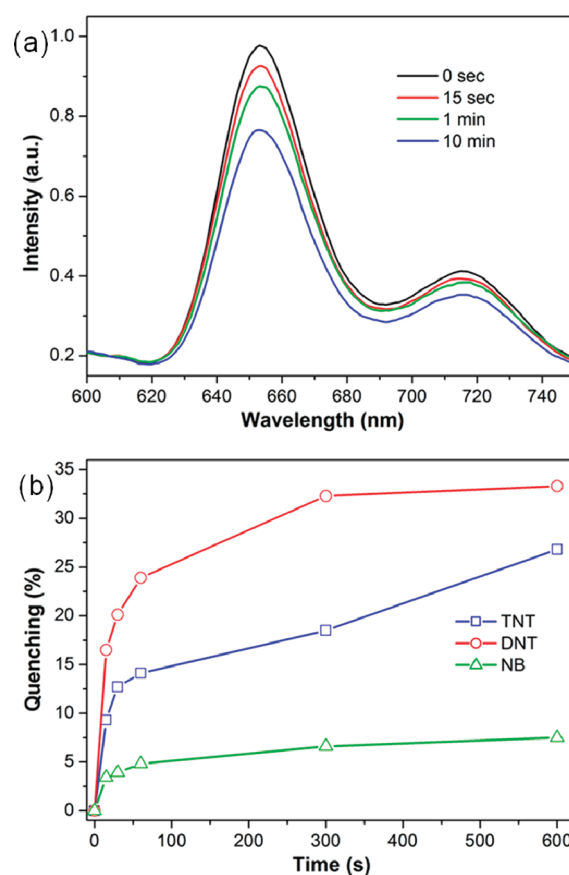 (a)
1.0
0.8
0.6
0.4
0.2
Intensity (a.u.)
0 sec
15 sec
1 min
10 min
600 620 640 660 680 700 720 740
Wavelength (nm)
(b)
35
30
25
20
15
10
5
0
Quenching (%)
TNT
DNT
NB
0 100 200 300 400 500 600
Time (s)